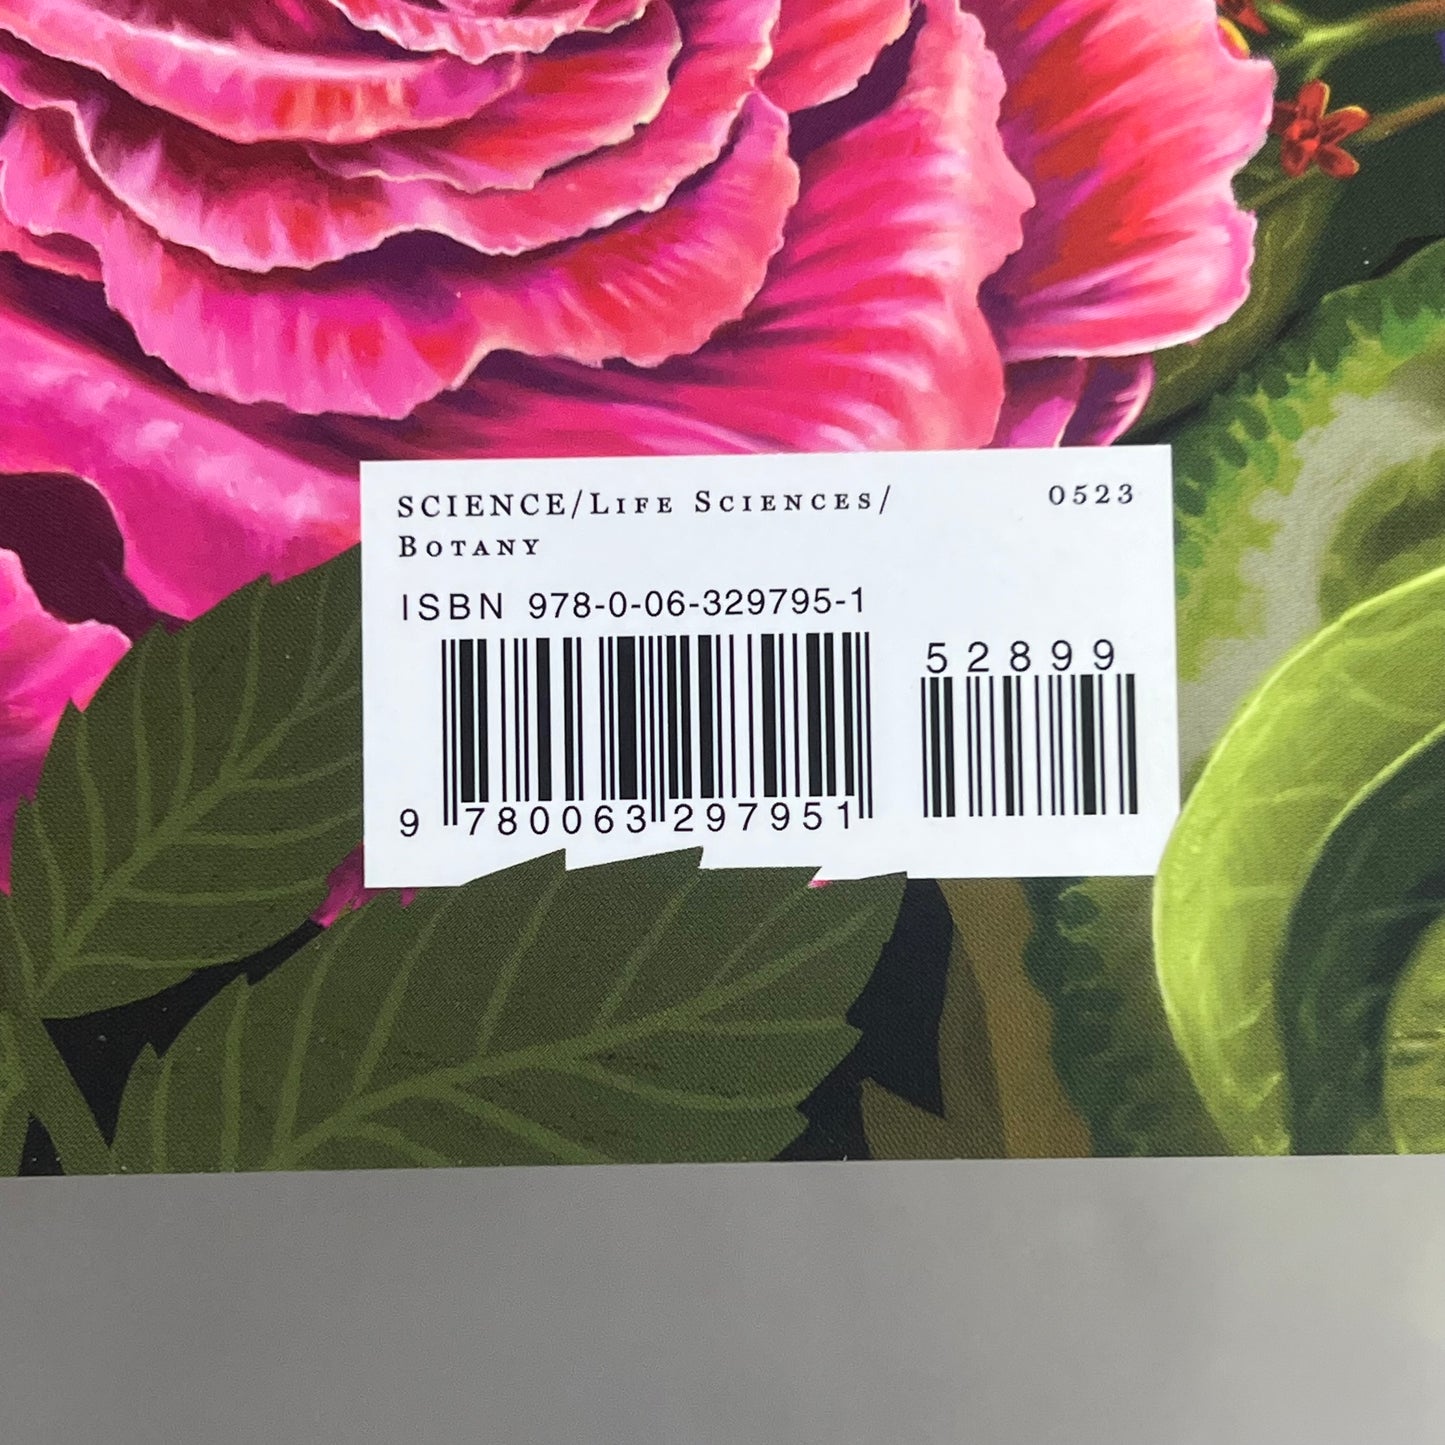 SCIENCE/Life Sciences/ 0523
Botany
ISBN 978-0-06-329795-1
52899
9 780063 297951